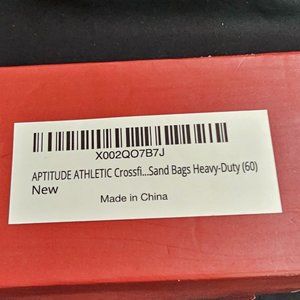 X002QO7B7J
APTITUDE ATHLETIC Crossfi...Sand Bags Heavy-Duty (60)
New
Made in China